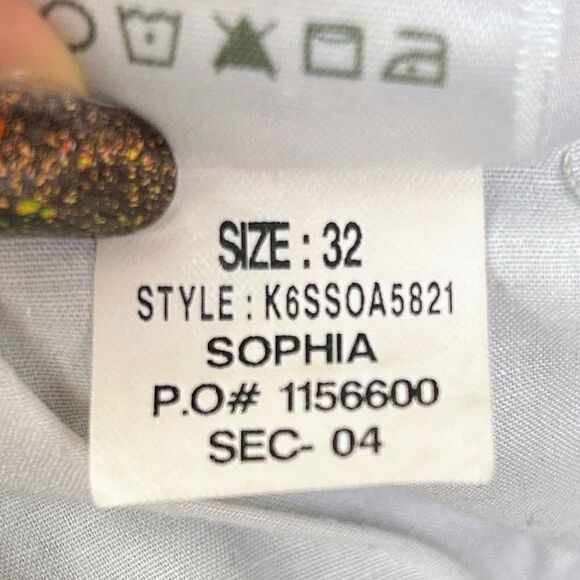 SIZE : 32
STYLE : K6SSOA5821
SOPHIA
P.O# 1156600
SEC- 04